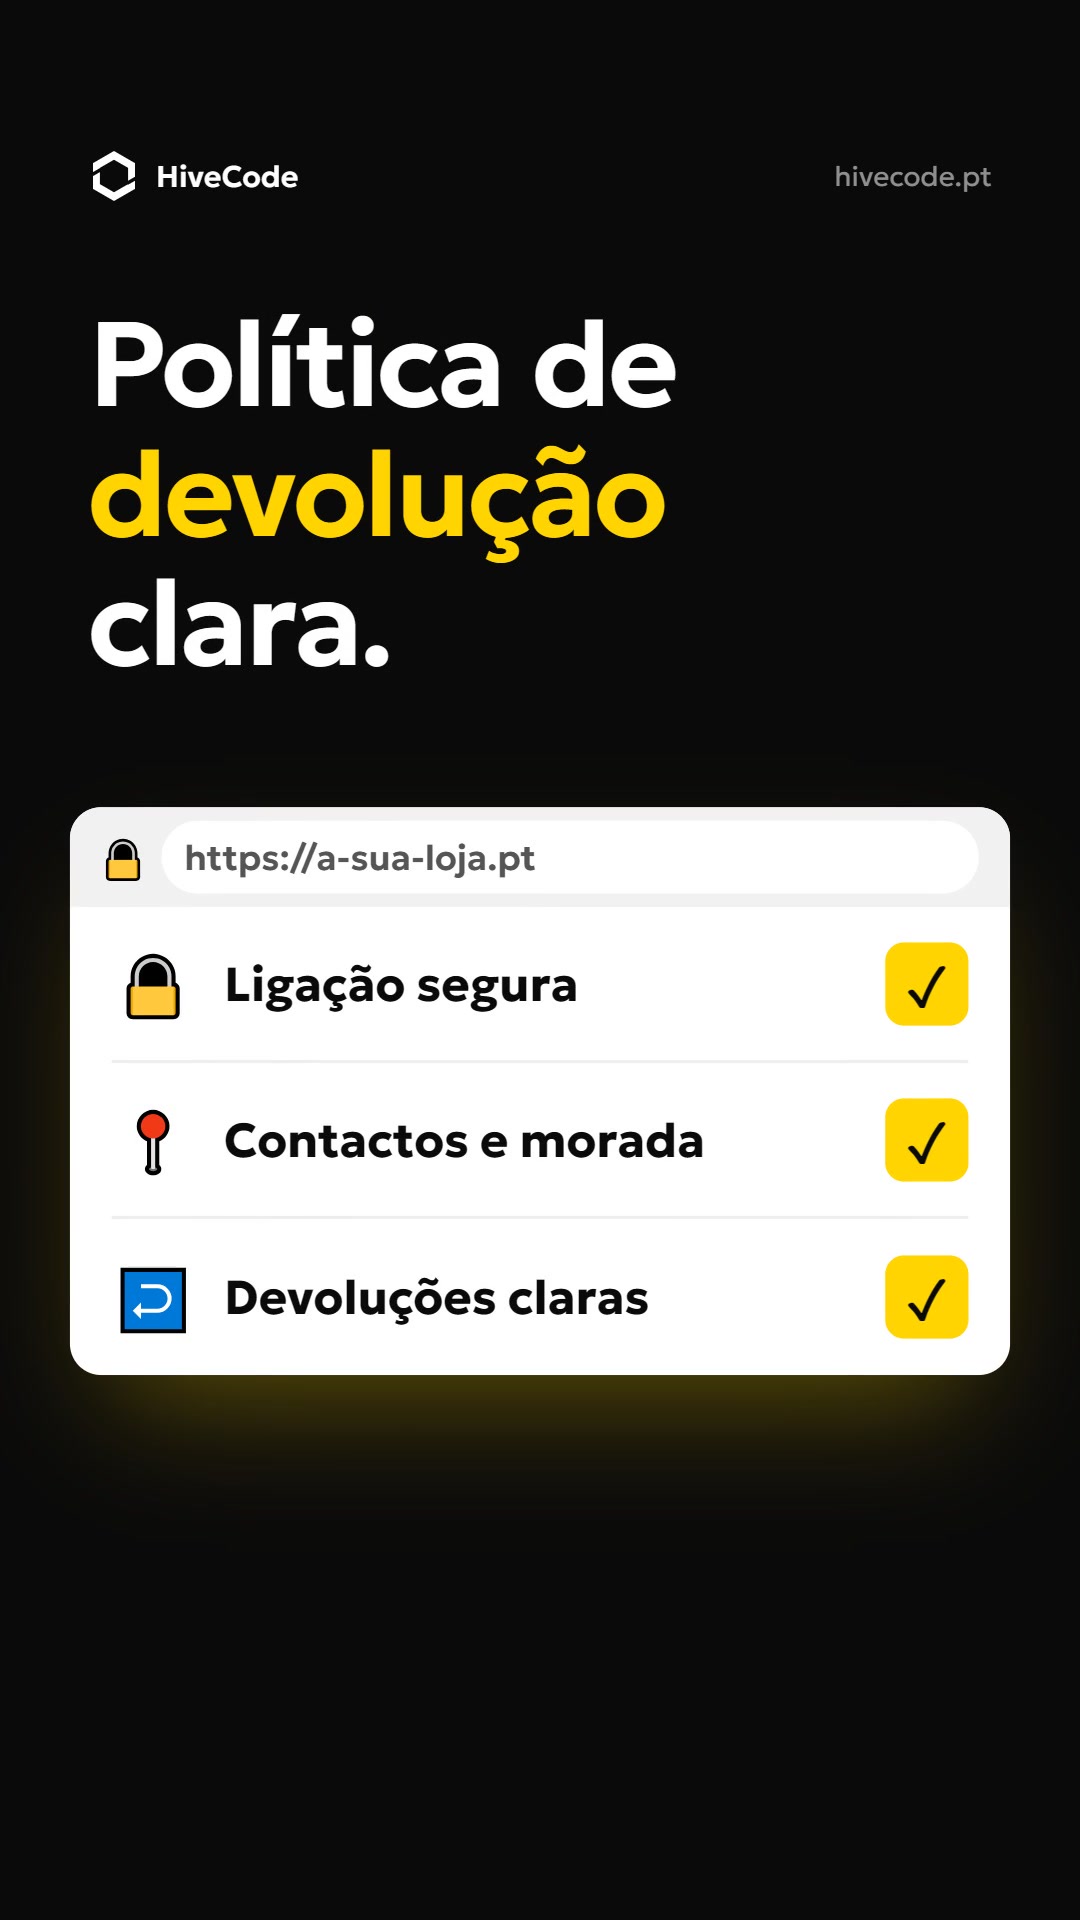 HiveCode
hivecode.pt
Política de
devolução
clara.
https://a-sua-loja.pt
Ligação segura
Contactos e morada
Devoluções claras